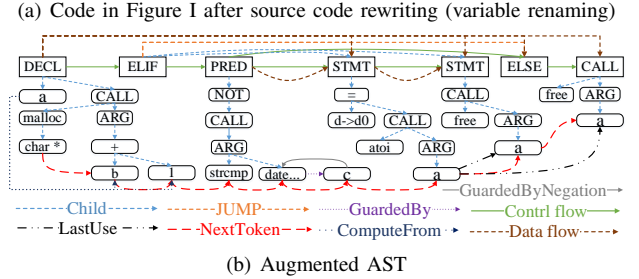 (a) Code in Figure I after source code rewriting (variable renaming)
DECL ELIF PRED STMT STMT ELSE CALL
a CALL NOT = CALL free ARG
malloc ARG CALL d->d0 CALL free ARG a
char * + ARG atoi ARG a
b 1 strcmp date... c a
GuardedByNegation
Child JUMP GuardedBy Contrl flow
LastUse NextToken ComputeFrom Data flow
(b) Augmented AST